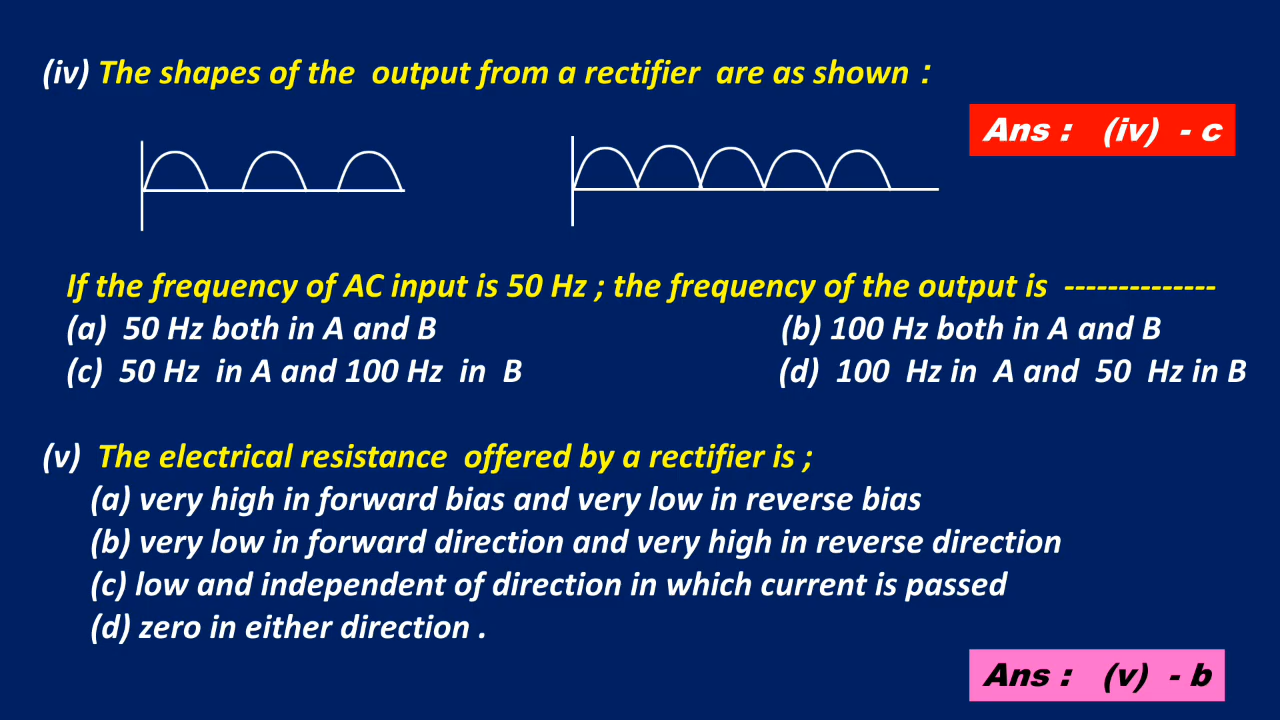 (iv) The shapes of the output from a rectifier are as shown :
Ans : (iv) - c
If the frequency of AC input is 50 Hz ; the frequency of the output is --------------
(a) 50 Hz both in A and B (b) 100 Hz both in A and B
(c) 50 Hz in A and 100 Hz in B (d) 100 Hz in A and 50 Hz in B
(v) The electrical resistance offered by a rectifier is ;
(a) very high in forward bias and very low in reverse bias
(b) very low in forward direction and very high in reverse direction
(c) low and independent of direction in which current is passed
(d) zero in either direction .
Ans : (v) - b